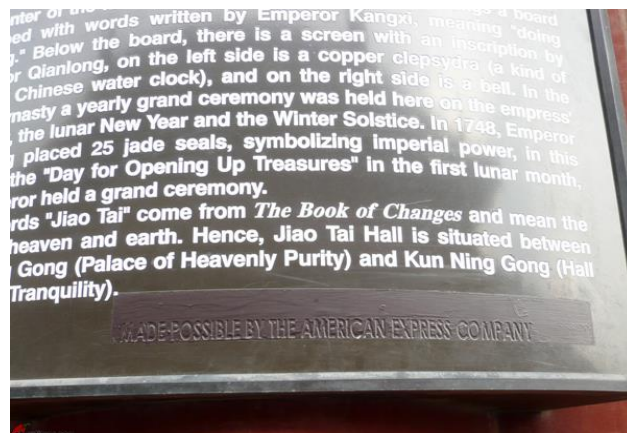 nter of the
a board
ed with words written by Emperor Kangxi, meaning "doing
g." Below the board, there is a screen with an inscription by
or Qianlong, on the left side is a copper clepsydra (a kind of
Chinese water clock), and on the right side is a bell. In the
nasty a yearly grand ceremony was held here on the empress'
, the lunar New Year and the Winter Solstice. In 1748, Emperor
g placed 25 jade seals, symbolizing imperial power, in this
the "Day for Opening Up Treasures" in the first lunar month,
ror held a grand ceremony.
rds "Jiao Tai" come from The Book of Changes and mean the
heaven and earth. Hence, Jiao Tai Hall is situated between
Gong (Palace of Heavenly Purity) and Kun Ning Gong (Hall
Tranquility).
MADE POSSIBLE BY THE AMERICAN EXPRESS COMPANY